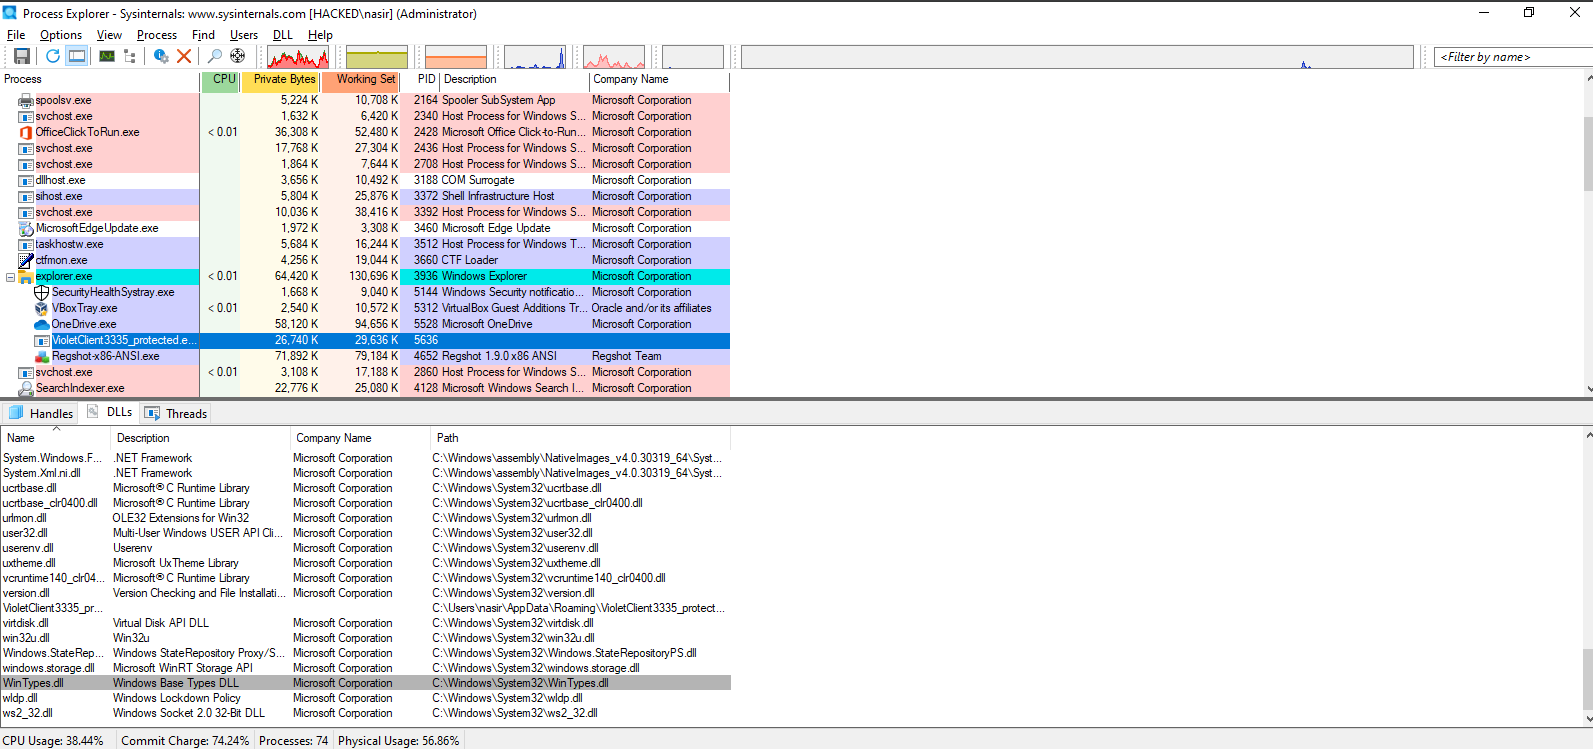 Process Explorer - Sysinternals: www.sysinternals.com [HACKED\nasir] (Administrator)
File Options View Process Find Users DLL Help
<Filter by name>
Process CPU Private Bytes Working Set PID Description Company Name
spoolsv.exe 5,224 K 10,708 K 2164 Spooler SubSystem App Microsoft Corporation
svchost.exe 1,632 K 6,420 K 2340 Host Process for Windows S... Microsoft Corporation
OfficeClickToRun.exe < 0.01 36,308 K 52,480 K 2428 Microsoft Office Click-to-Run... Microsoft Corporation
svchost.exe 17,768 K 27,304 K 2436 Host Process for Windows S... Microsoft Corporation
svchost.exe 1,864 K 7,644 K 2708 Host Process for Windows S... Microsoft Corporation
dllhost.exe 3,656 K 10,492 K 3188 COM Surrogate Microsoft Corporation
sihost.exe 5,804 K 25,876 K 3372 Shell Infrastructure Host Microsoft Corporation
svchost.exe 10,036 K 38,416 K 3392 Host Process for Windows S... Microsoft Corporation
MicrosoftEdgeUpdate.exe 1,972 K 3,308 K 3460 Microsoft Edge Update Microsoft Corporation
taskhostw.exe 5,684 K 16,244 K 3512 Host Process for Windows T... Microsoft Corporation
ctfmon.exe 4,256 K 19,044 K 3660 CTF Loader Microsoft Corporation
explorer.exe < 0.01 64,420 K 130,696 K 3936 Windows Explorer Microsoft Corporation
SecurityHealthSystray.exe 1,668 K 9,040 K 5144 Windows Security notificatio... Microsoft Corporation
VBoxTray.exe < 0.01 2,540 K 10,572 K 5312 VirtualBox Guest Additions Tr... Oracle and/or its affiliates
OneDrive.exe 58,120 K 94,656 K 5528 Microsoft OneDrive Microsoft Corporation
VioletClient3335_protected.e... 26,740 K 29,636 K 5636
Regshot-x86-ANSI.exe 71,892 K 79,184 K 4652 Regshot 1.9.0 x86 ANSI Regshot Team
svchost.exe < 0.01 3,108 K 17,188 K 2860 Host Process for Windows S... Microsoft Corporation
SearchIndexer.exe 22,776 K 25,080 K 4128 Microsoft Windows Search I... Microsoft Corporation
Handles DLLs Threads
Name Description Company Name Path
System.Windows.F... .NET Framework Microsoft Corporation C:\Windows\assembly\NativeImages_v4.0.30319_64\Syst...
System.Xml.ni.dll .NET Framework Microsoft Corporation C:\Windows\assembly\NativeImages_v4.0.30319_64\Syst...
ucrtbase.dll Microsoft® C Runtime Library Microsoft Corporation C:\Windows\System32\ucrtbase.dll
ucrtbase_clr0400.dll Microsoft® C Runtime Library Microsoft Corporation C:\Windows\System32\ucrtbase_clr0400.dll
urlmon.dll OLE32 Extensions for Win32 Microsoft Corporation C:\Windows\System32\urlmon.dll
user32.dll Multi-User Windows USER API Cli... Microsoft Corporation C:\Windows\System32\user32.dll
userenv.dll Userenv Microsoft Corporation C:\Windows\System32\userenv.dll
uxtheme.dll Microsoft UxTheme Library Microsoft Corporation C:\Windows\System32\uxtheme.dll
vcruntime140_clr04... Microsoft® C Runtime Library Microsoft Corporation C:\Windows\System32\vcruntime140_clr0400.dll
version.dll Version Checking and File Installati... Microsoft Corporation C:\Windows\System32\version.dll
VioletClient3335_pr... C:\Users\nasir\AppData\Roaming\VioletClient3335_protect...
virtdisk.dll Virtual Disk API DLL Microsoft Corporation C:\Windows\System32\virtdisk.dll
win32u.dll Win32u Microsoft Corporation C:\Windows\System32\win32u.dll
Windows.StateRep... Windows StateRepository Proxy/S... Microsoft Corporation C:\Windows\System32\Windows.StateRepositoryPS.dll
windows.storage.dll Microsoft WinRT Storage API Microsoft Corporation C:\Windows\System32\windows.storage.dll
WinTypes.dll Windows Base Types DLL Microsoft Corporation C:\Windows\System32\WinTypes.dll
wldp.dll Windows Lockdown Policy Microsoft Corporation C:\Windows\System32\wldp.dll
ws2_32.dll Windows Socket 2.0 32-Bit DLL Microsoft Corporation C:\Windows\System32\ws2_32.dll
CPU Usage: 38.44% Commit Charge: 74.24% Processes: 74 Physical Usage: 56.86%